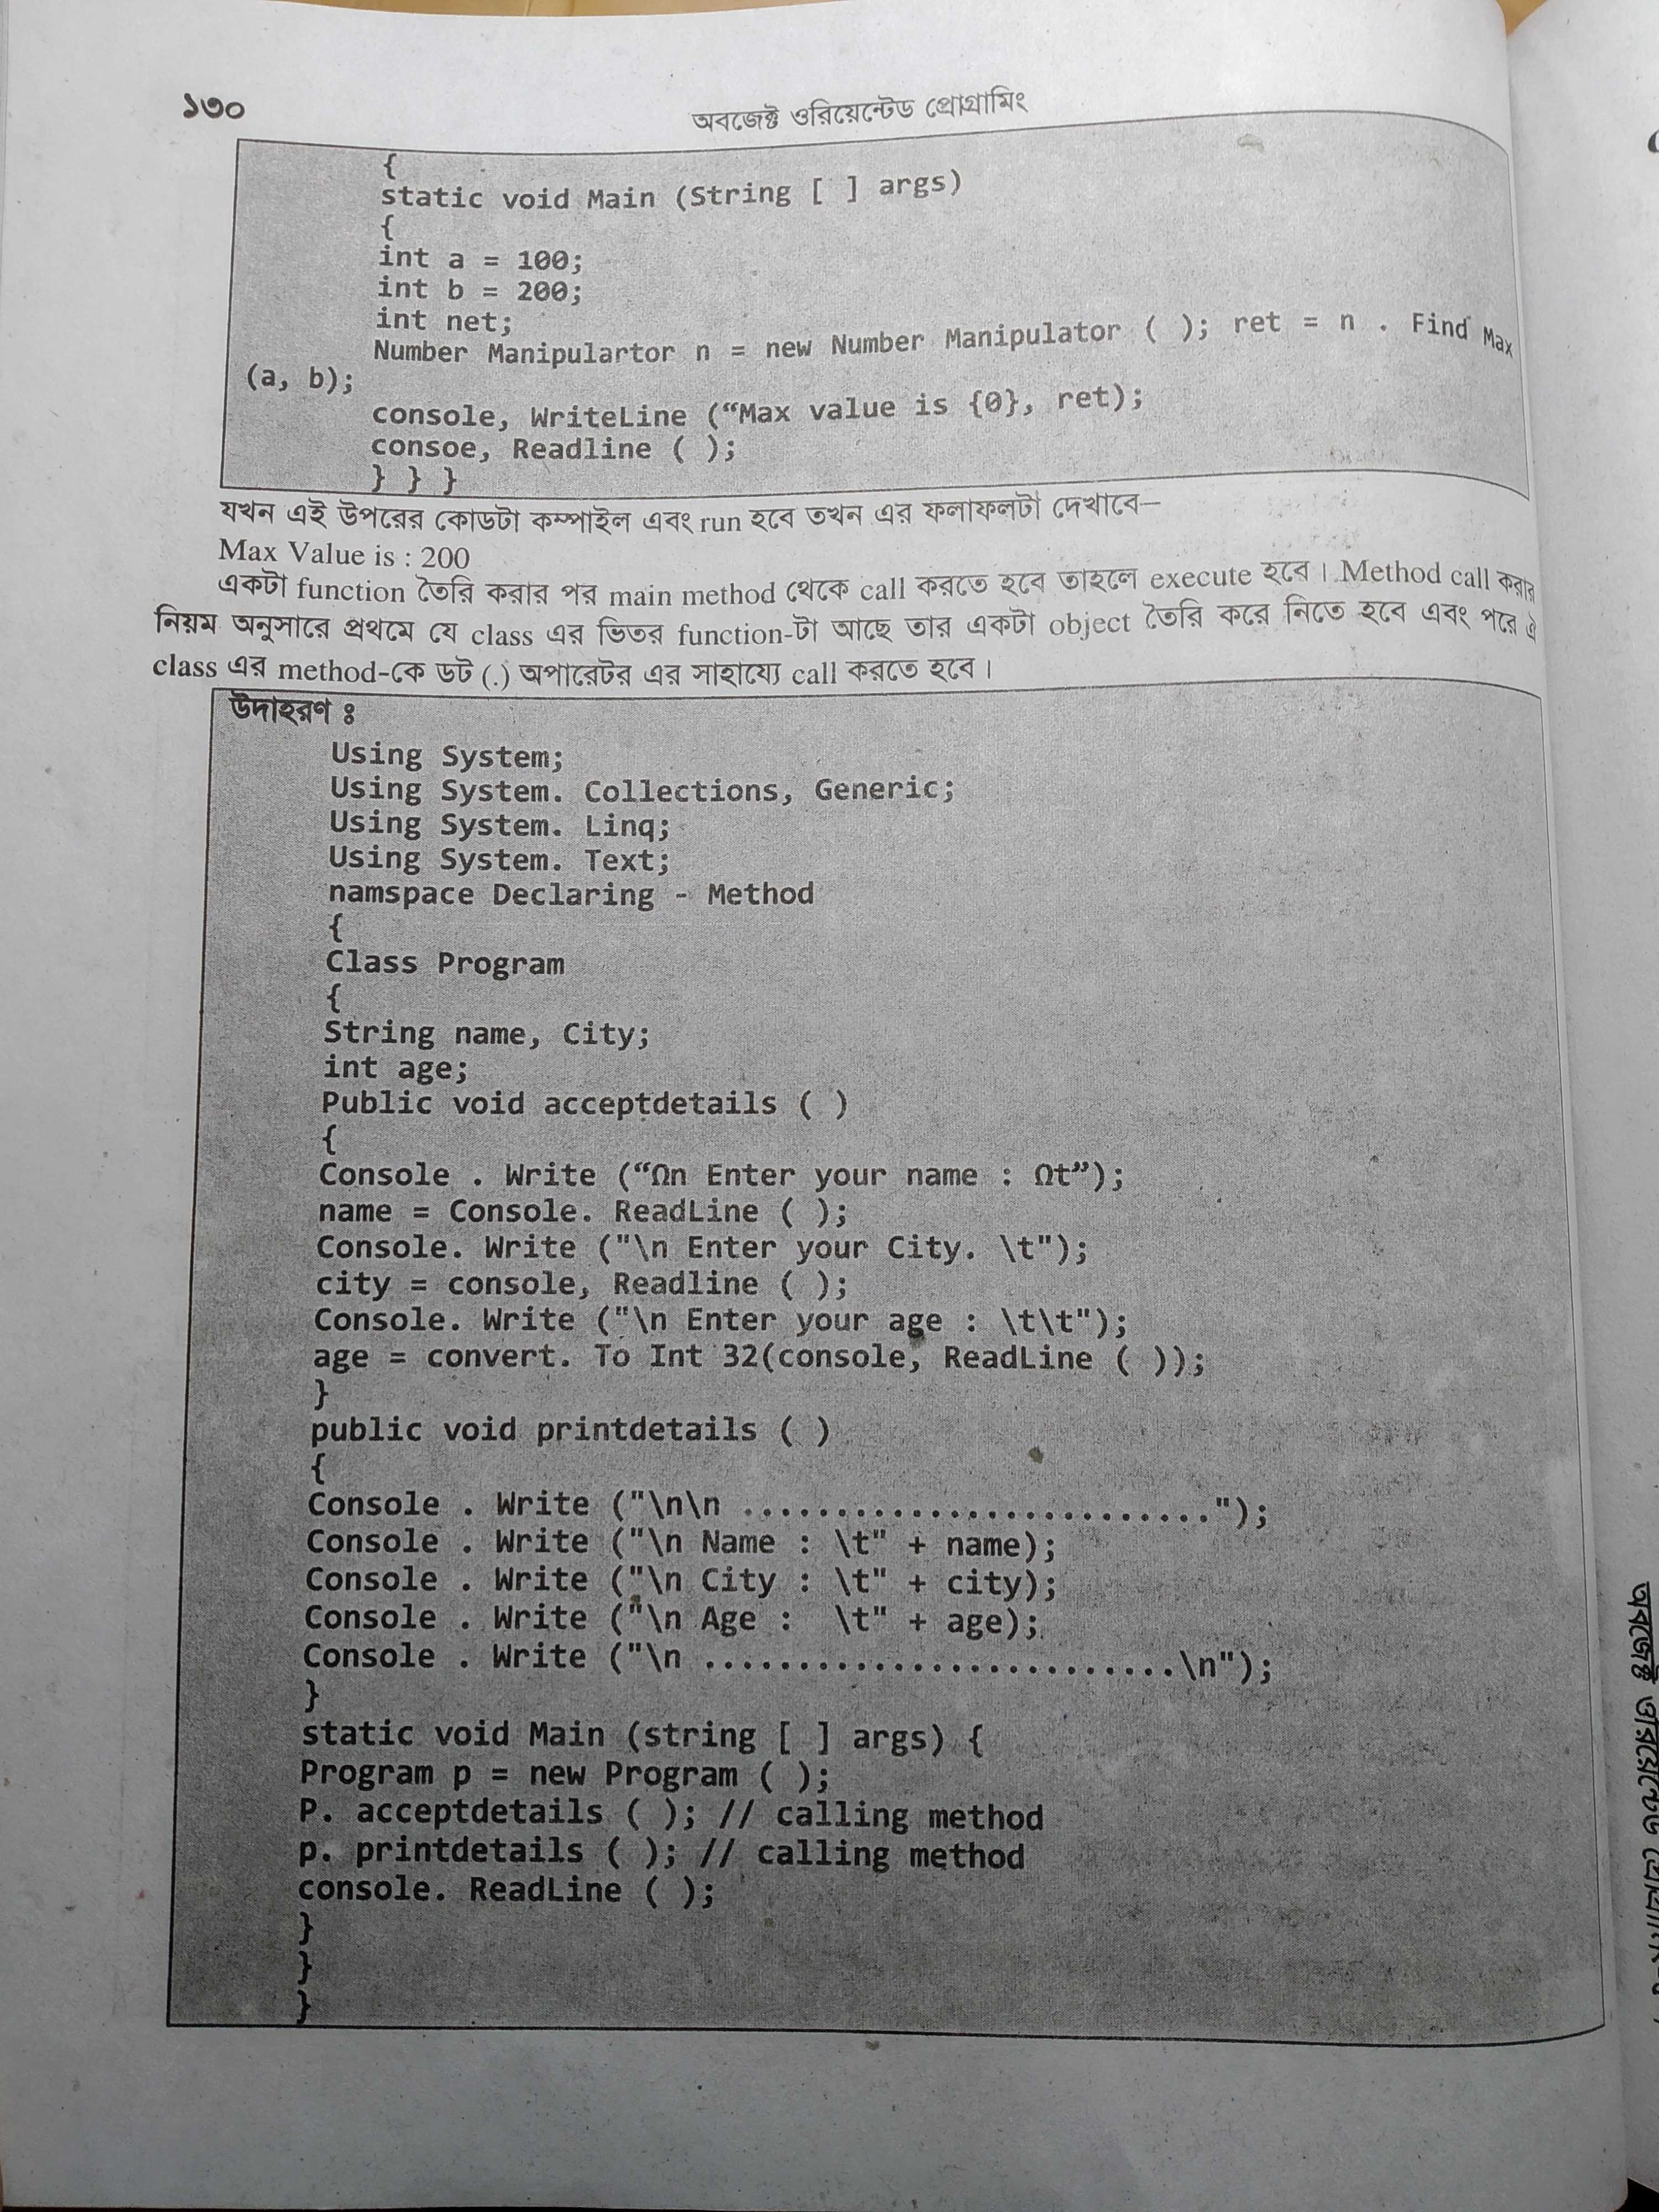 ১৩০
অবজেক্ট ওরিয়েন্টেড প্রোগ্রামিং
{
static void Main (String [ ] args)
{
int a = 100;
int b = 200;
int net;
Number Manipulartor n = new Number Manipulator ( ); ret = n . Find Max
(a, b);
console, WriteLine (“Max value is {0}, ret);
consoe, Readline ( );
} } }
যখন এই উপরের কোডটা কম্পাইল এবং run হবে তখন এর ফলাফলটা দেখাবে—
Max Value is : 200
একটা function তৈরি করার পর main method থেকে call করতে হবে তাহলে execute হবে । Method call করার
নিয়ম অনুসারে প্রথমে যে class এর ভিতর function-টা আছে তার একটা object তৈরি করে নিতে হবে এবং পরে ঐ
class এর method-কে ডট (.) অপারেটর এর সাহায্যে call করতে হবে ।
উদাহরণ ঃ
Using System;
Using System. Collections, Generic;
Using System. Linq;
Using System. Text;
namspace Declaring - Method
{
Class Program
{
String name, City;
int age;
Public void acceptdetails ( )
{
Console . Write (“Ωn Enter your name : Ωt”);
name = Console. ReadLine ( );
Console. Write ("\n Enter your City. \t");
city = console, Readline ( );
Console. Write ("\n Enter your age : \t\t");
age = convert. To Int 32(console, ReadLine ( ));
}
public void printdetails ( )
{
Console . Write ("\n\n ..........................");
Console . Write ("\n Name : \t" + name);
Console . Write ("\n City : \t" + city);
Console . Write ("\n Age :  \t" + age);
Console . Write ("\n ..........................\n");
}
static void Main (string [ ] args) {
Program p = new Program ( );
P. acceptdetails ( ); // calling method
p. printdetails ( ); // calling method
console. ReadLine ( );
}
}
}
অবজেক্ট ওরিয়েন্টেড